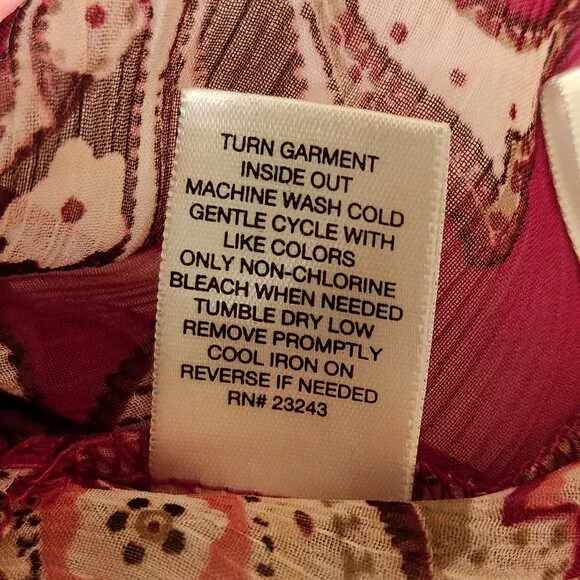 TURN GARMENT
INSIDE OUT
MACHINE WASH COLD
GENTLE CYCLE WITH
LIKE COLORS
ONLY NON-CHLORINE
BLEACH WHEN NEEDED
TUMBLE DRY LOW
REMOVE PROMPTLY
COOL IRON ON
REVERSE IF NEEDED
RN# 23243